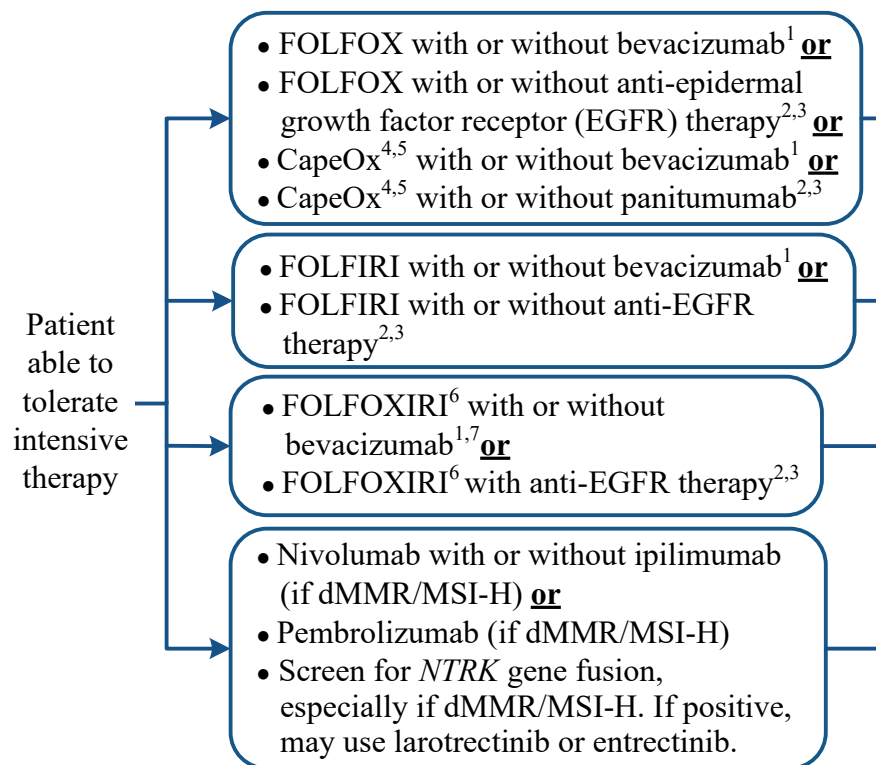 Patient
able to
tolerate
intensive
therapy
• FOLFOX with or without bevacizumab¹ or
• FOLFOX with or without anti-epidermal
growth factor receptor (EGFR) therapy²,³ or
• CapeOx⁴,⁵ with or without bevacizumab¹ or
• CapeOx⁴,⁵ with or without panitumumab²,³
• FOLFIRI with or without bevacizumab¹ or
• FOLFIRI with or without anti-EGFR
therapy²,³
• FOLFOXIRI⁶ with or without
bevacizumab¹,⁷ or
• FOLFOXIRI⁶ with anti-EGFR therapy²,³
• Nivolumab with or without ipilimumab
(if dMMR/MSI-H) or
• Pembrolizumab (if dMMR/MSI-H)
• Screen for NTRK gene fusion,
especially if dMMR/MSI-H. If positive,
may use larotrectinib or entrectinib.